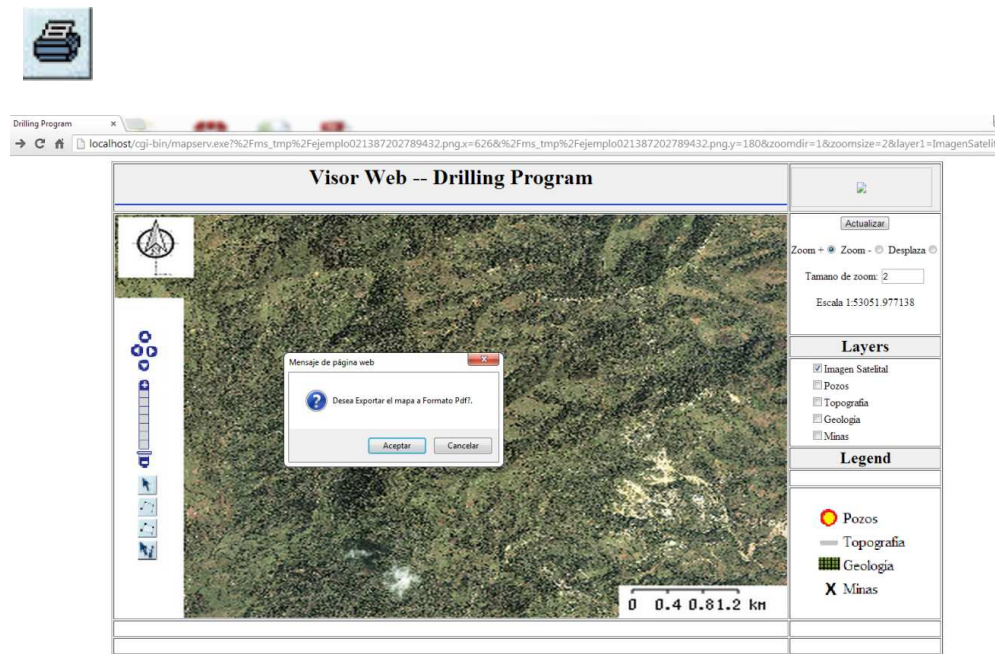 Drilling Program
localhost/cgi-bin/mapserv.exe?%2Fms_tmp%2Fejemplo021387202789432.png.x=626&%2Fms_tmp%2Fejemplo021387202789432.png.y=180&zoomdir=1&zoomsize=2&layer1=ImagenSatelit
Visor Web -- Drilling Program
Actualizar
Zoom + Zoom - Desplaza
Tamano de zoom: 2
Escala 1:53051.977138
Layers
Imagen Satelital
Pozos
Topografia
Geologia
Minas
Legend
Pozos
Topografia
Geologia
X Minas
Mensaje de página web
Desea Exportar el mapa a Formato Pdf?.
Aceptar Cancelar
0 0.4 0.81.2 km